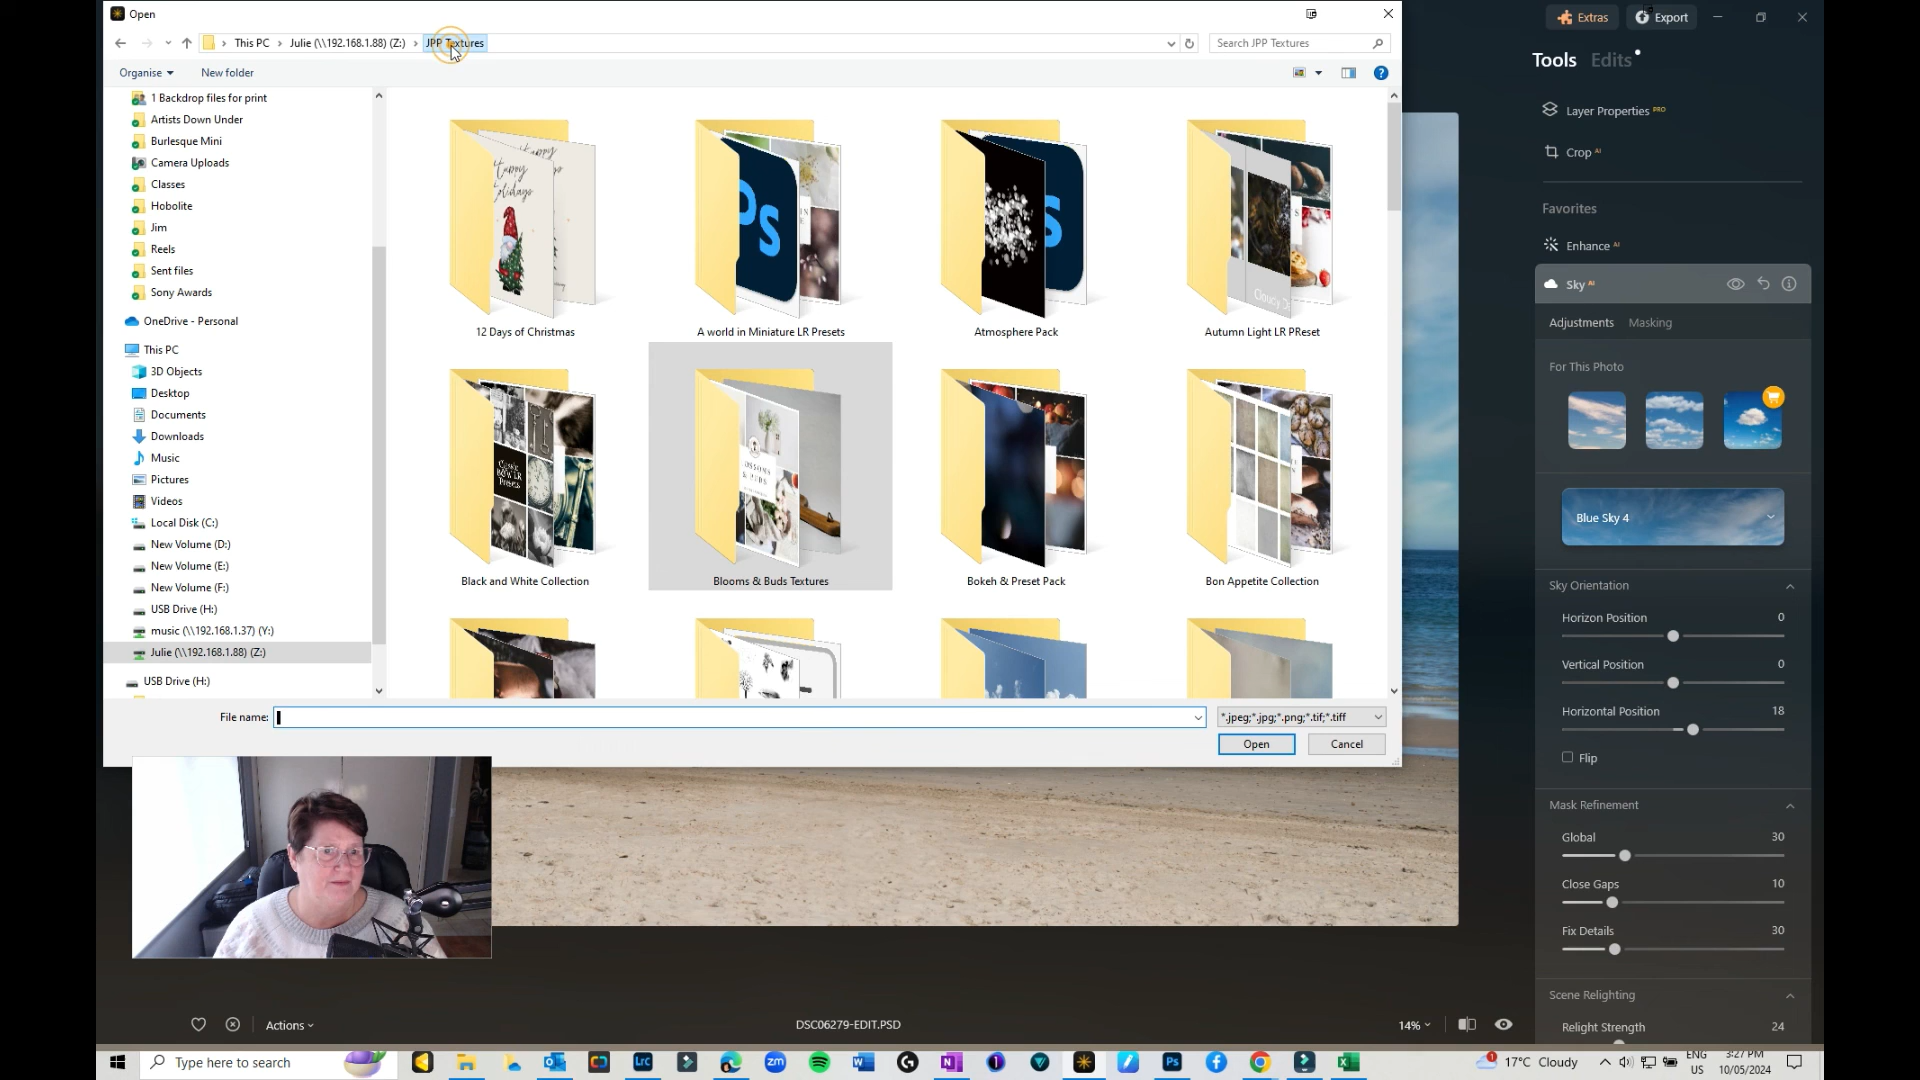 Open
Extras
Export
This PC > Julie (\\192.168.1.88) (Z:) > JPP Textures
Search JPP Textures
Tools Edits
Organise
New folder
1 Backdrop files for print
Artists Down Under
Burlesque Mini
Camera Uploads
Classes
Hobolite
Jim
Reels
Sent files
Sony Awards
OneDrive - Personal
This PC
3D Objects
Desktop
Documents
Downloads
Music
Pictures
Videos
Local Disk (C:)
New Volume (D:)
New Volume (E:)
New Volume (F:)
USB Drive (H:)
music (\\192.168.1.37) (Y:)
Julie (\\192.168.1.88) (Z:)
USB Drive (H:)
12 Days of Christmas
A world in Miniature LR Presets
Atmosphere Pack
Autumn Light LR PReset
Black and White Collection
Blooms & Buds Textures
Bokeh & Preset Pack
Bon Appetite Collection
File name:
*.jpeg;*.jpg;*.png;*.tif;*.tiff
Open
Cancel
Layer Properties PRO
Crop AI
Favorites
Enhance AI
Sky AI
Adjustments Masking
For This Photo
Blue Sky 4
Sky Orientation
Horizon Position 0
Vertical Position 0
Horizontal Position 18
Flip
Mask Refinement
Global 30
Close Gaps 10
Fix Details 30
Scene Relighting
Relight Strength 24
Actions
DSC06279-EDIT.PSD
14%
Type here to search
17°C Cloudy
ENG
US
3:27 PM
10/05/2024